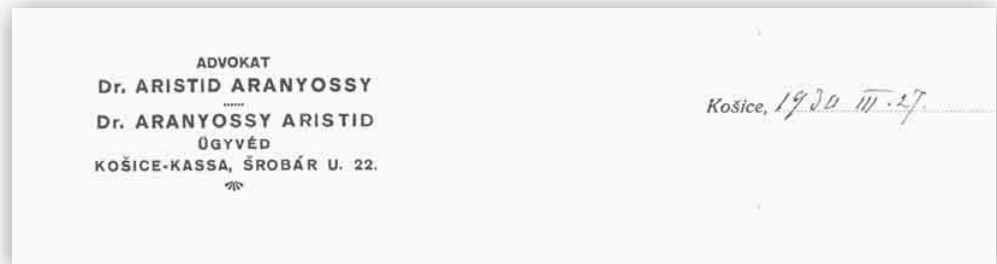 ADVOKAT
Dr. ARISTID ARANYOSSY
Dr. ARANYOSSY ARISTID
ÜGYVÉD
KOŠICE-KASSA, ŠROBÁR U. 22.
Košice, 1930 III. 27.